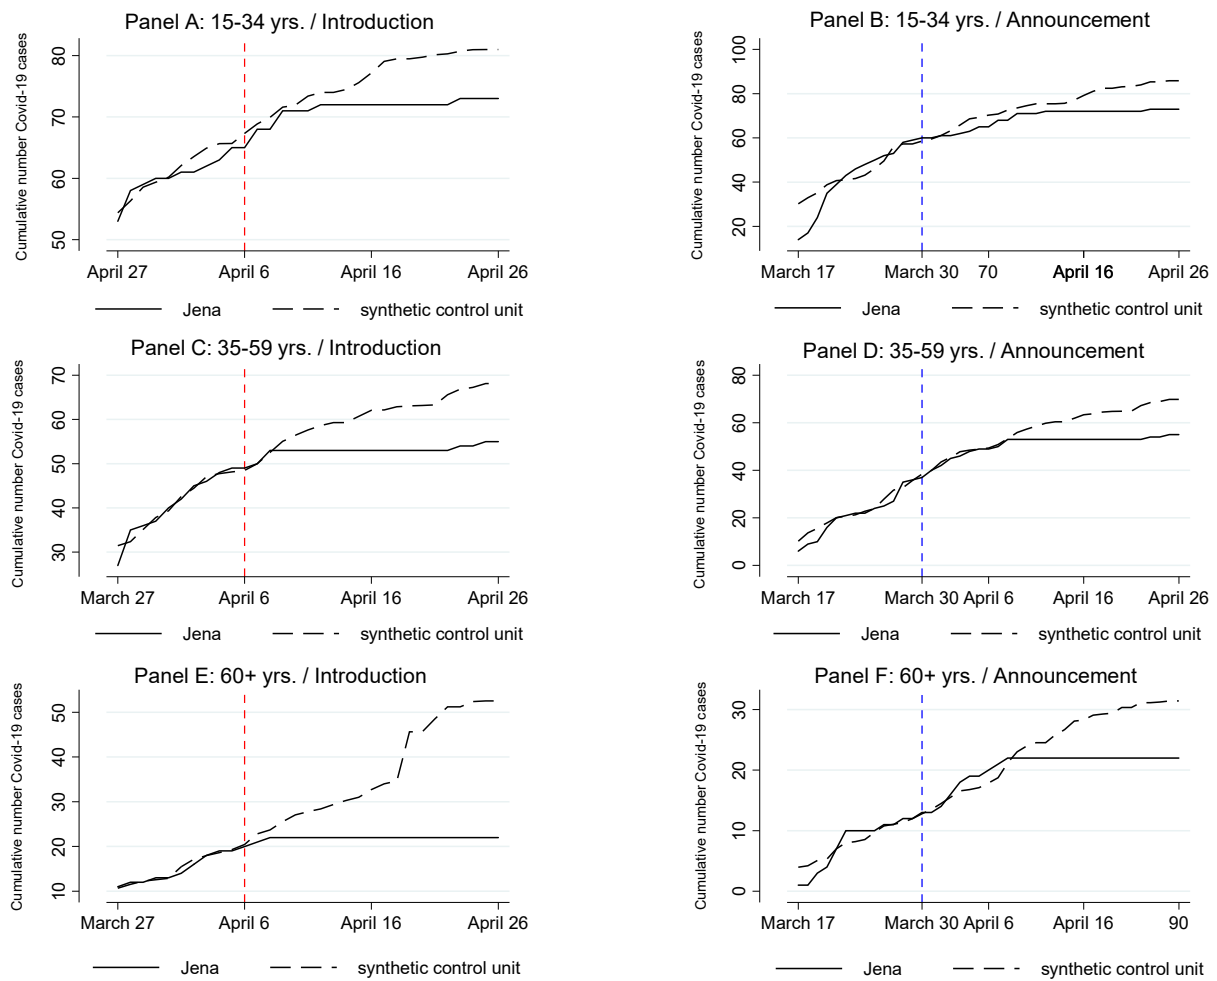 Panel A: 15-34 yrs. / Introduction
Cumulative number Covid-19 cases
80
70
60
50
April 27 April 6 April 16 April 26
Jena synthetic control unit
Panel B: 15-34 yrs. / Announcement
Cumulative number Covid-19 cases
100
80
60
40
20
March 17 March 30 70 April 16 April 26
Jena synthetic control unit
Panel C: 35-59 yrs. / Introduction
Cumulative number Covid-19 cases
70
60
50
40
30
March 27 April 6 April 16 April 26
Jena synthetic control unit
Panel D: 35-59 yrs. / Announcement
Cumulative number Covid-19 cases
80
60
40
20
0
March 17 March 30 April 6 April 16 April 26
Jena synthetic control unit
Panel E: 60+ yrs. / Introduction
Cumulative number Covid-19 cases
50
40
30
20
10
March 27 April 6 April 16 April 26
Jena synthetic control unit
Panel F: 60+ yrs. / Announcement
Cumulative number Covid-19 cases
30
20
10
0
March 17 March 30 April 6 April 16 90
Jena synthetic control unit